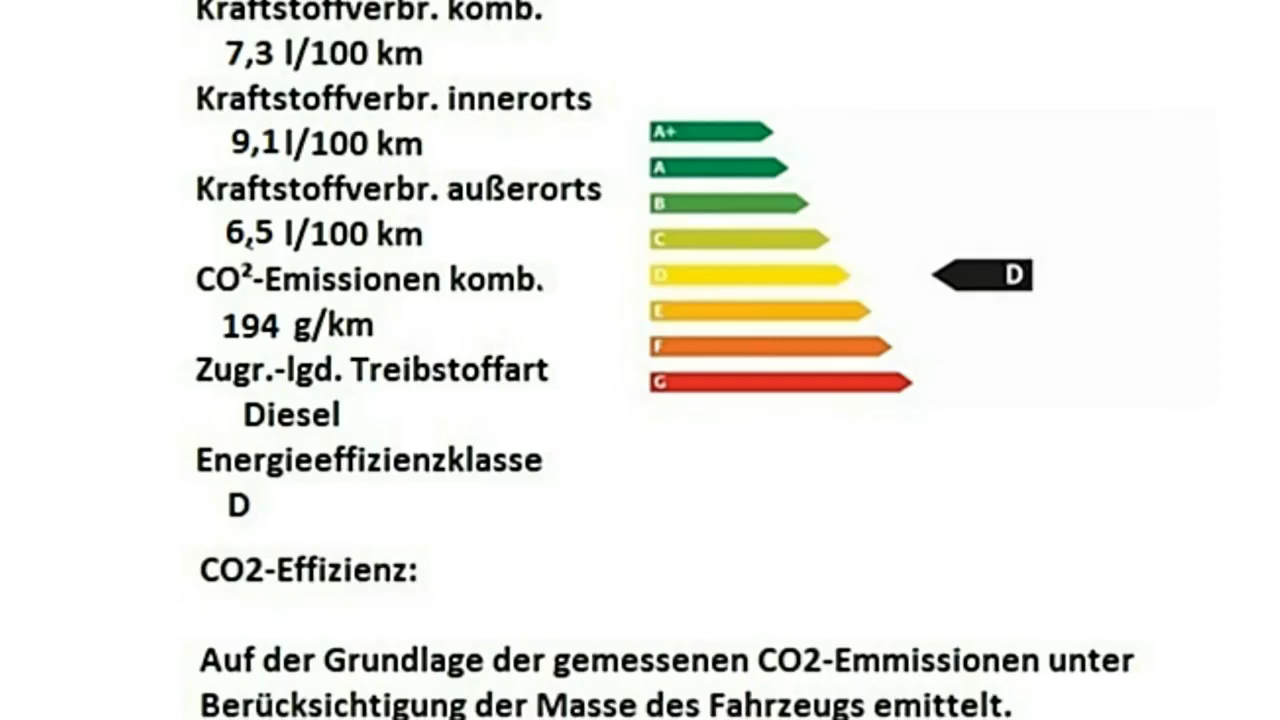 Kraftstoffverbr. komb.
7,3 l/100 km
Kraftstoffverbr. innerorts
9,1 l/100 km
Kraftstoffverbr. außerorts
6,5 l/100 km
CO²-Emissionen komb.
194 g/km
Zugr.-lgd. Treibstoffart
Diesel
Energieeffizienzklasse
D
A+
A
B
C
D
D
E
F
G
CO2-Effizienz:
Auf der Grundlage der gemessenen CO2-Emmissionen unter
Berücksichtigung der Masse des Fahrzeugs emittelt.